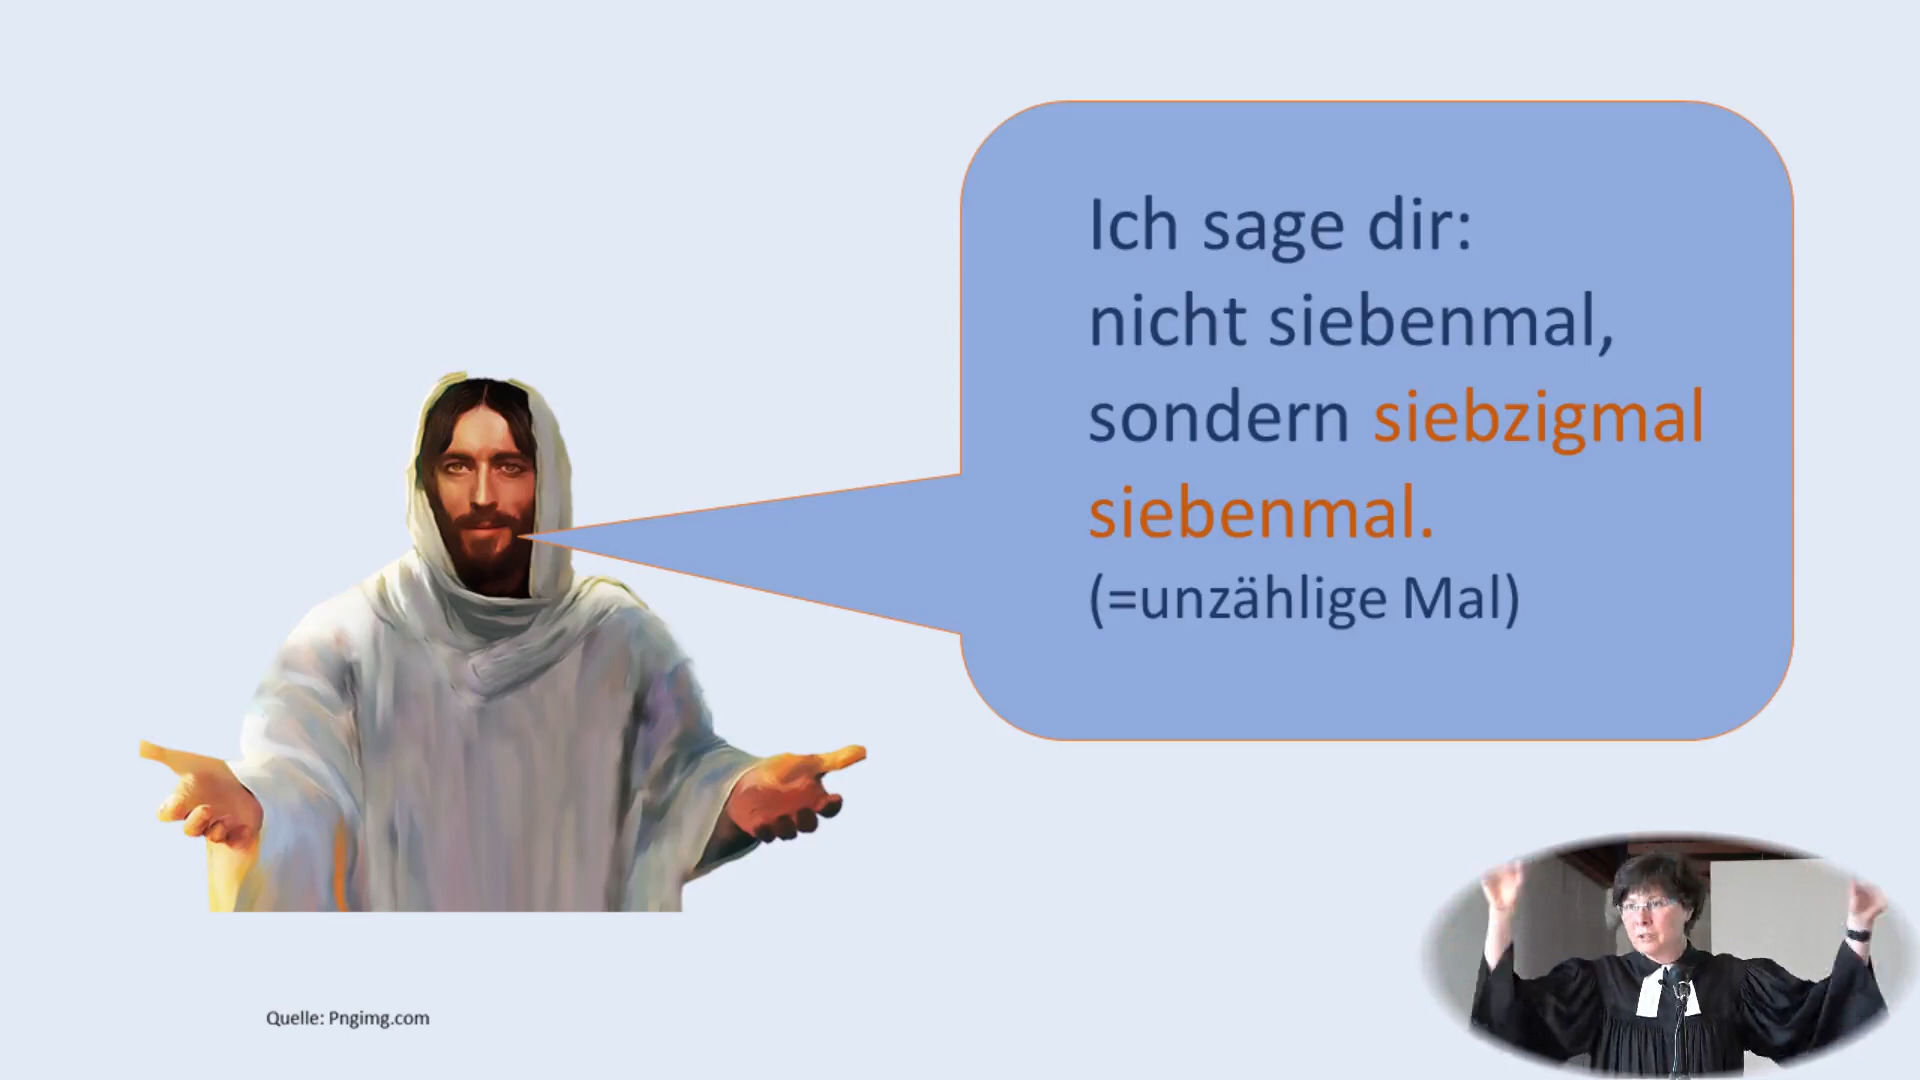 Ich sage dir:
nicht siebenmal,
sondern siebzigmal
siebenmal.
(=unzählige Mal)
Quelle: Pngimg.com